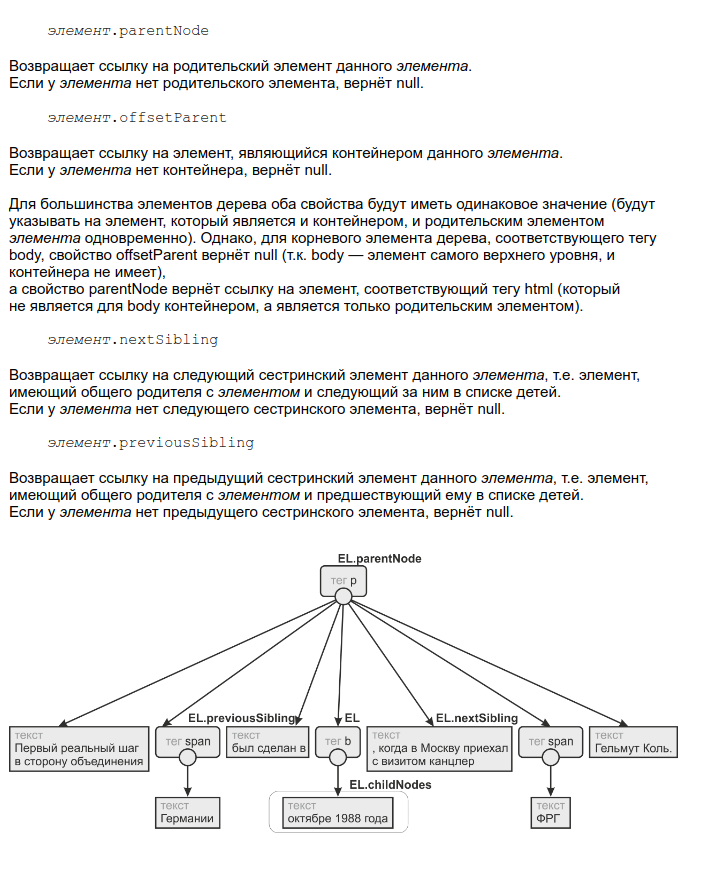 элемент.parentNode
Возвращает ссылку на родительский элемент данного элемента.
Если у элемента нет родительского элемента, вернёт null.
элемент.offsetParent
Возвращает ссылку на элемент, являющийся контейнером данного элемента.
Если у элемента нет контейнера, вернёт null.
Для большинства элементов дерева оба свойства будут иметь одинаковое значение (будут
указывать на элемент, который является и контейнером, и родительским элементом
элемента одновременно). Однако, для корневого элемента дерева, соответствующего тегу
body, свойство offsetParent вернёт null (т.к. body — элемент самого верхнего уровня, и
контейнера не имеет),
а свойство parentNode вернёт ссылку на элемент, соответствующий тегу html (который
не является для body контейнером, а является только родительским элементом).
элемент.nextSibling
Возвращает ссылку на следующий сестринский элемент данного элемента, т.е. элемент,
имеющий общего родителя с элементом и следующий за ним в списке детей.
Если у элемента нет следующего сестринского элемента, вернёт null.
элемент.previousSibling
Возвращает ссылку на предыдущий сестринский элемент данного элемента, т.е. элемент,
имеющий общего родителя с элементом и предшествующий ему в списке детей.
Если у элемента нет предыдущего сестринского элемента, вернёт null.
EL.parentNode
тег p
EL.previousSibling
EL
EL.nextSibling
текст
Первый реальный шаг
в сторону объединения
тег span
текст
был сделан в
тег b
текст
, когда в Москву приехал
с визитом канцлер
тег span
текст
Гельмут Коль.
EL.childNodes
текст
Германии
текст
октябре 1988 года
текст
ФРГ